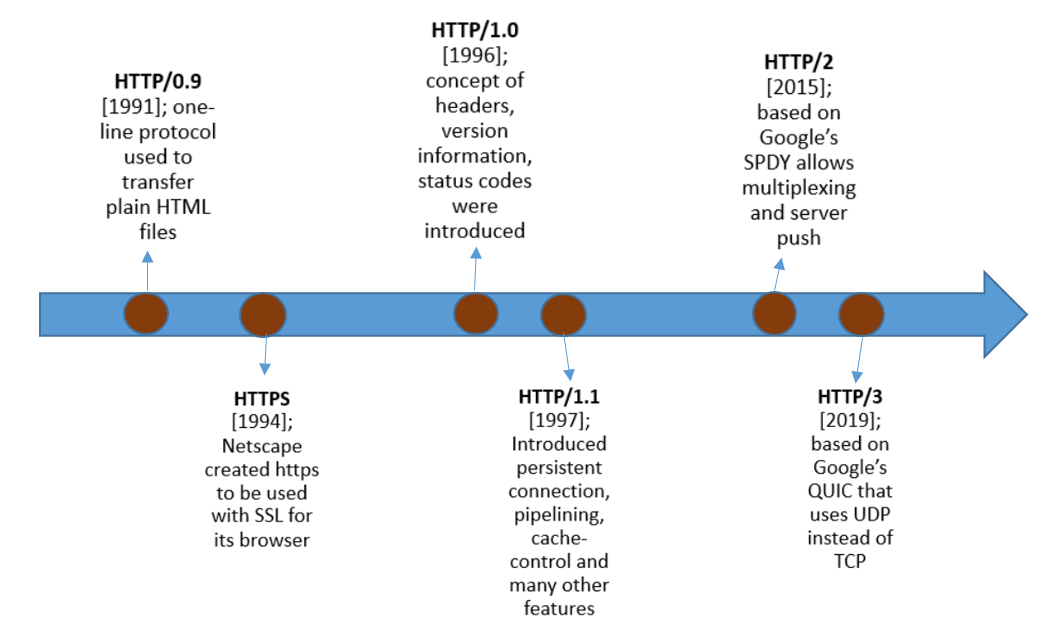 HTTP/0.9
[1991]; one-
line protocol
used to
transfer
plain HTML
files
HTTPS
[1994];
Netscape
created https
to be used
with SSL for
its browser
HTTP/1.0
[1996];
concept of
headers,
version
information,
status codes
were
introduced
HTTP/1.1
[1997];
Introduced
persistent
connection,
pipelining,
cache-
control and
many other
features
HTTP/2
[2015];
based on
Google’s
SPDY allows
multiplexing
and server
push
HTTP/3
[2019];
based on
Google’s
QUIC that
uses UDP
instead of
TCP